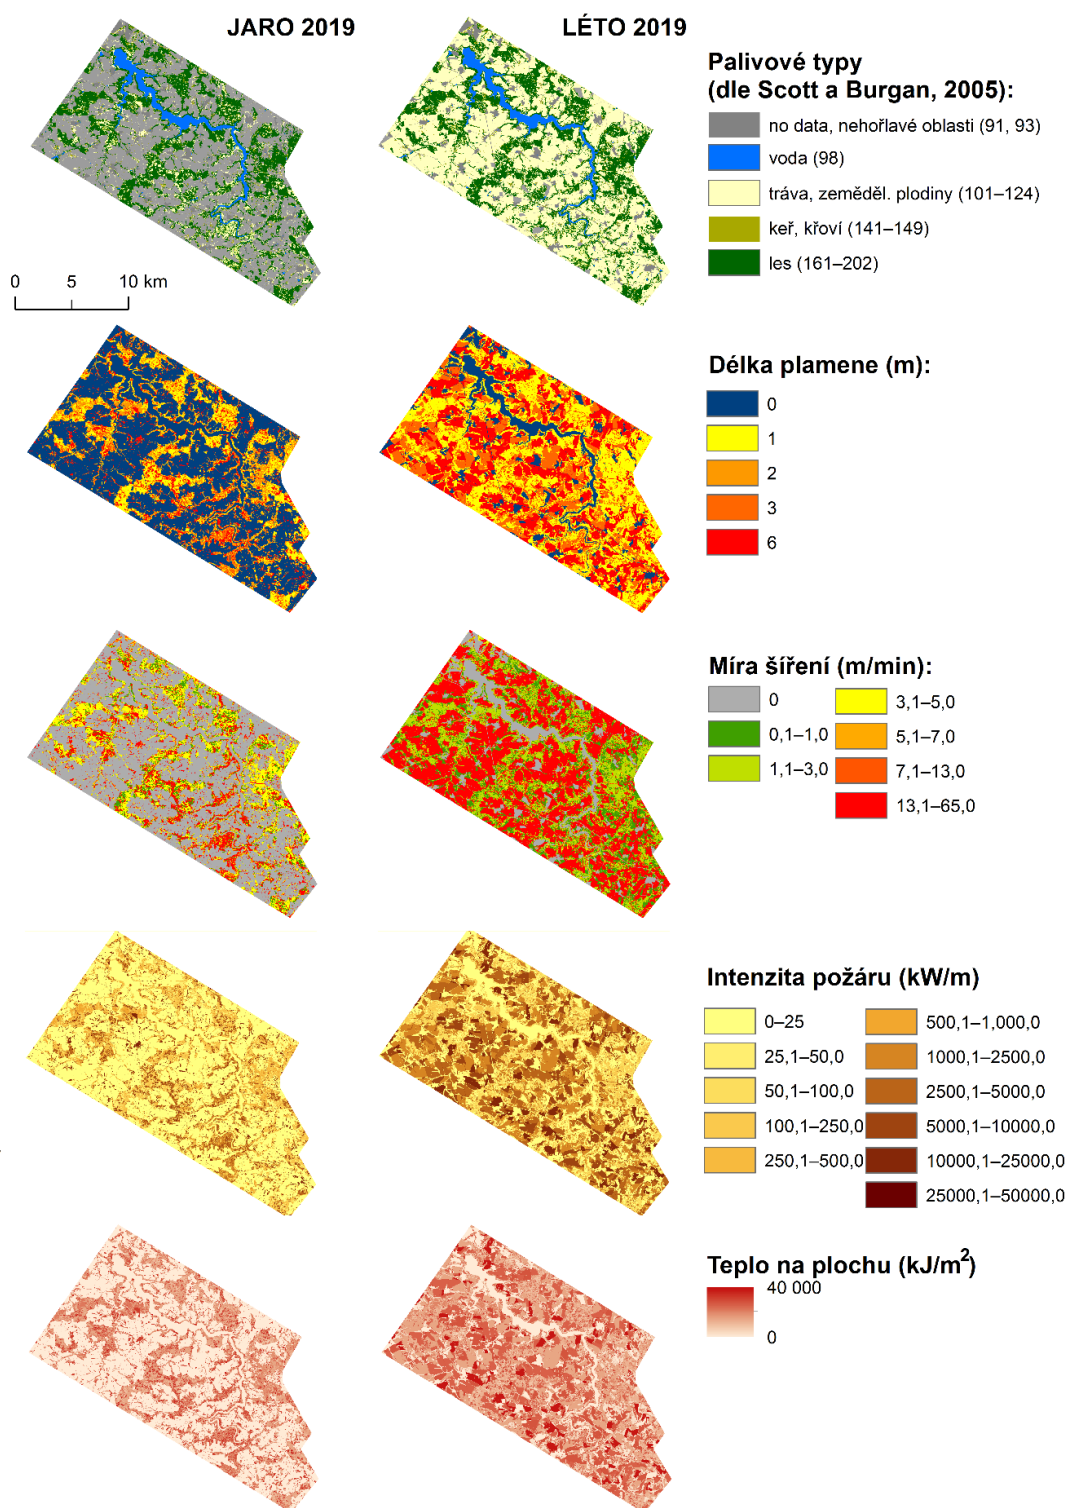 JARO 2019
LÉTO 2019
Palivové typy
(dle Scott a Burgan, 2005):
no data, nehořlavé oblasti (91, 93)
voda (98)
tráva, zeměděl. plodiny (101–124)
keř, křoví (141–149)
les (161–202)
0 5 10 km
Délka plamene (m):
0
1
2
3
6
Míra šíření (m/min):
0
0,1–1,0
1,1–3,0
3,1–5,0
5,1–7,0
7,1–13,0
13,1–65,0
Intenzita požáru (kW/m)
0–25
25,1–50,0
50,1–100,0
100,1–250,0
250,1–500,0
500,1–1,000,0
1000,1–2500,0
2500,1–5000,0
5000,1–10000,0
10000,1–25000,0
25000,1–50000,0
Teplo na plochu (kJ/m²)
40 000
0